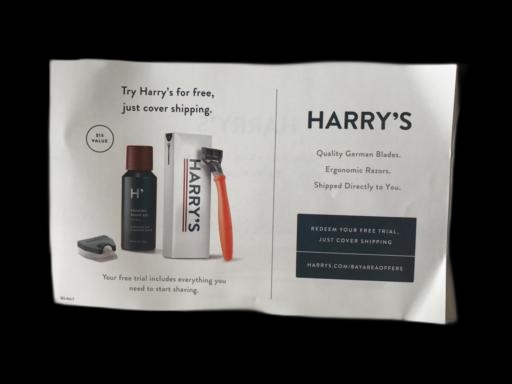 Try Harry's for free,
just cover shipping.
$13
VALUE
H'
HARRY'S
Your free trial includes everything you
need to start shaving.
HARRY'S
Quality German Blades.
Ergonomic Razors.
Shipped Directly to You.
REDEEM YOUR FREE TRIAL,
JUST COVER SHIPPING
HARRYS.COM/BAYAREAOFFERS